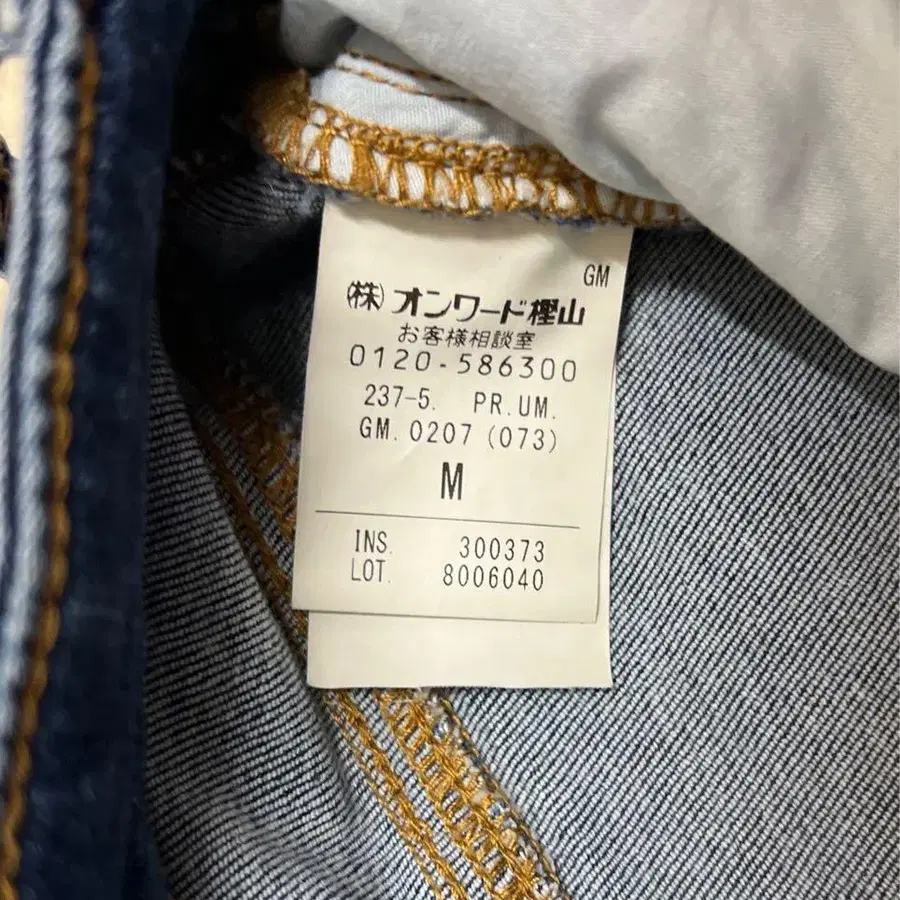 GM
㈱オンワード樫山
お客様相談室
0120-586300
237-5. PR.UM.
GM.0207(073)
M
INS. 300373
LOT. 8006040